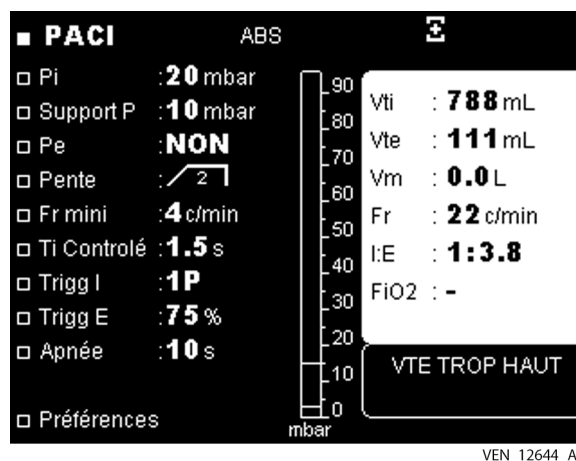 PACI ABS
Pi :20 mbar
Support P :10 mbar
Pe :NON
Pente : 2
Fr mini :4 c/min
Ti Controlé :1.5 s
Trigg I :1P
Trigg E :75 %
Apnée :10 s
Préférences
90
80
70
60
50
40
30
20
10
0
mbar
Vti : 788 mL
Vte : 111 mL
Vm : 0.0 L
Fr : 22 c/min
I:E : 1:3.8
FiO2 : -
VTE TROP HAUT
VEN 12644 A